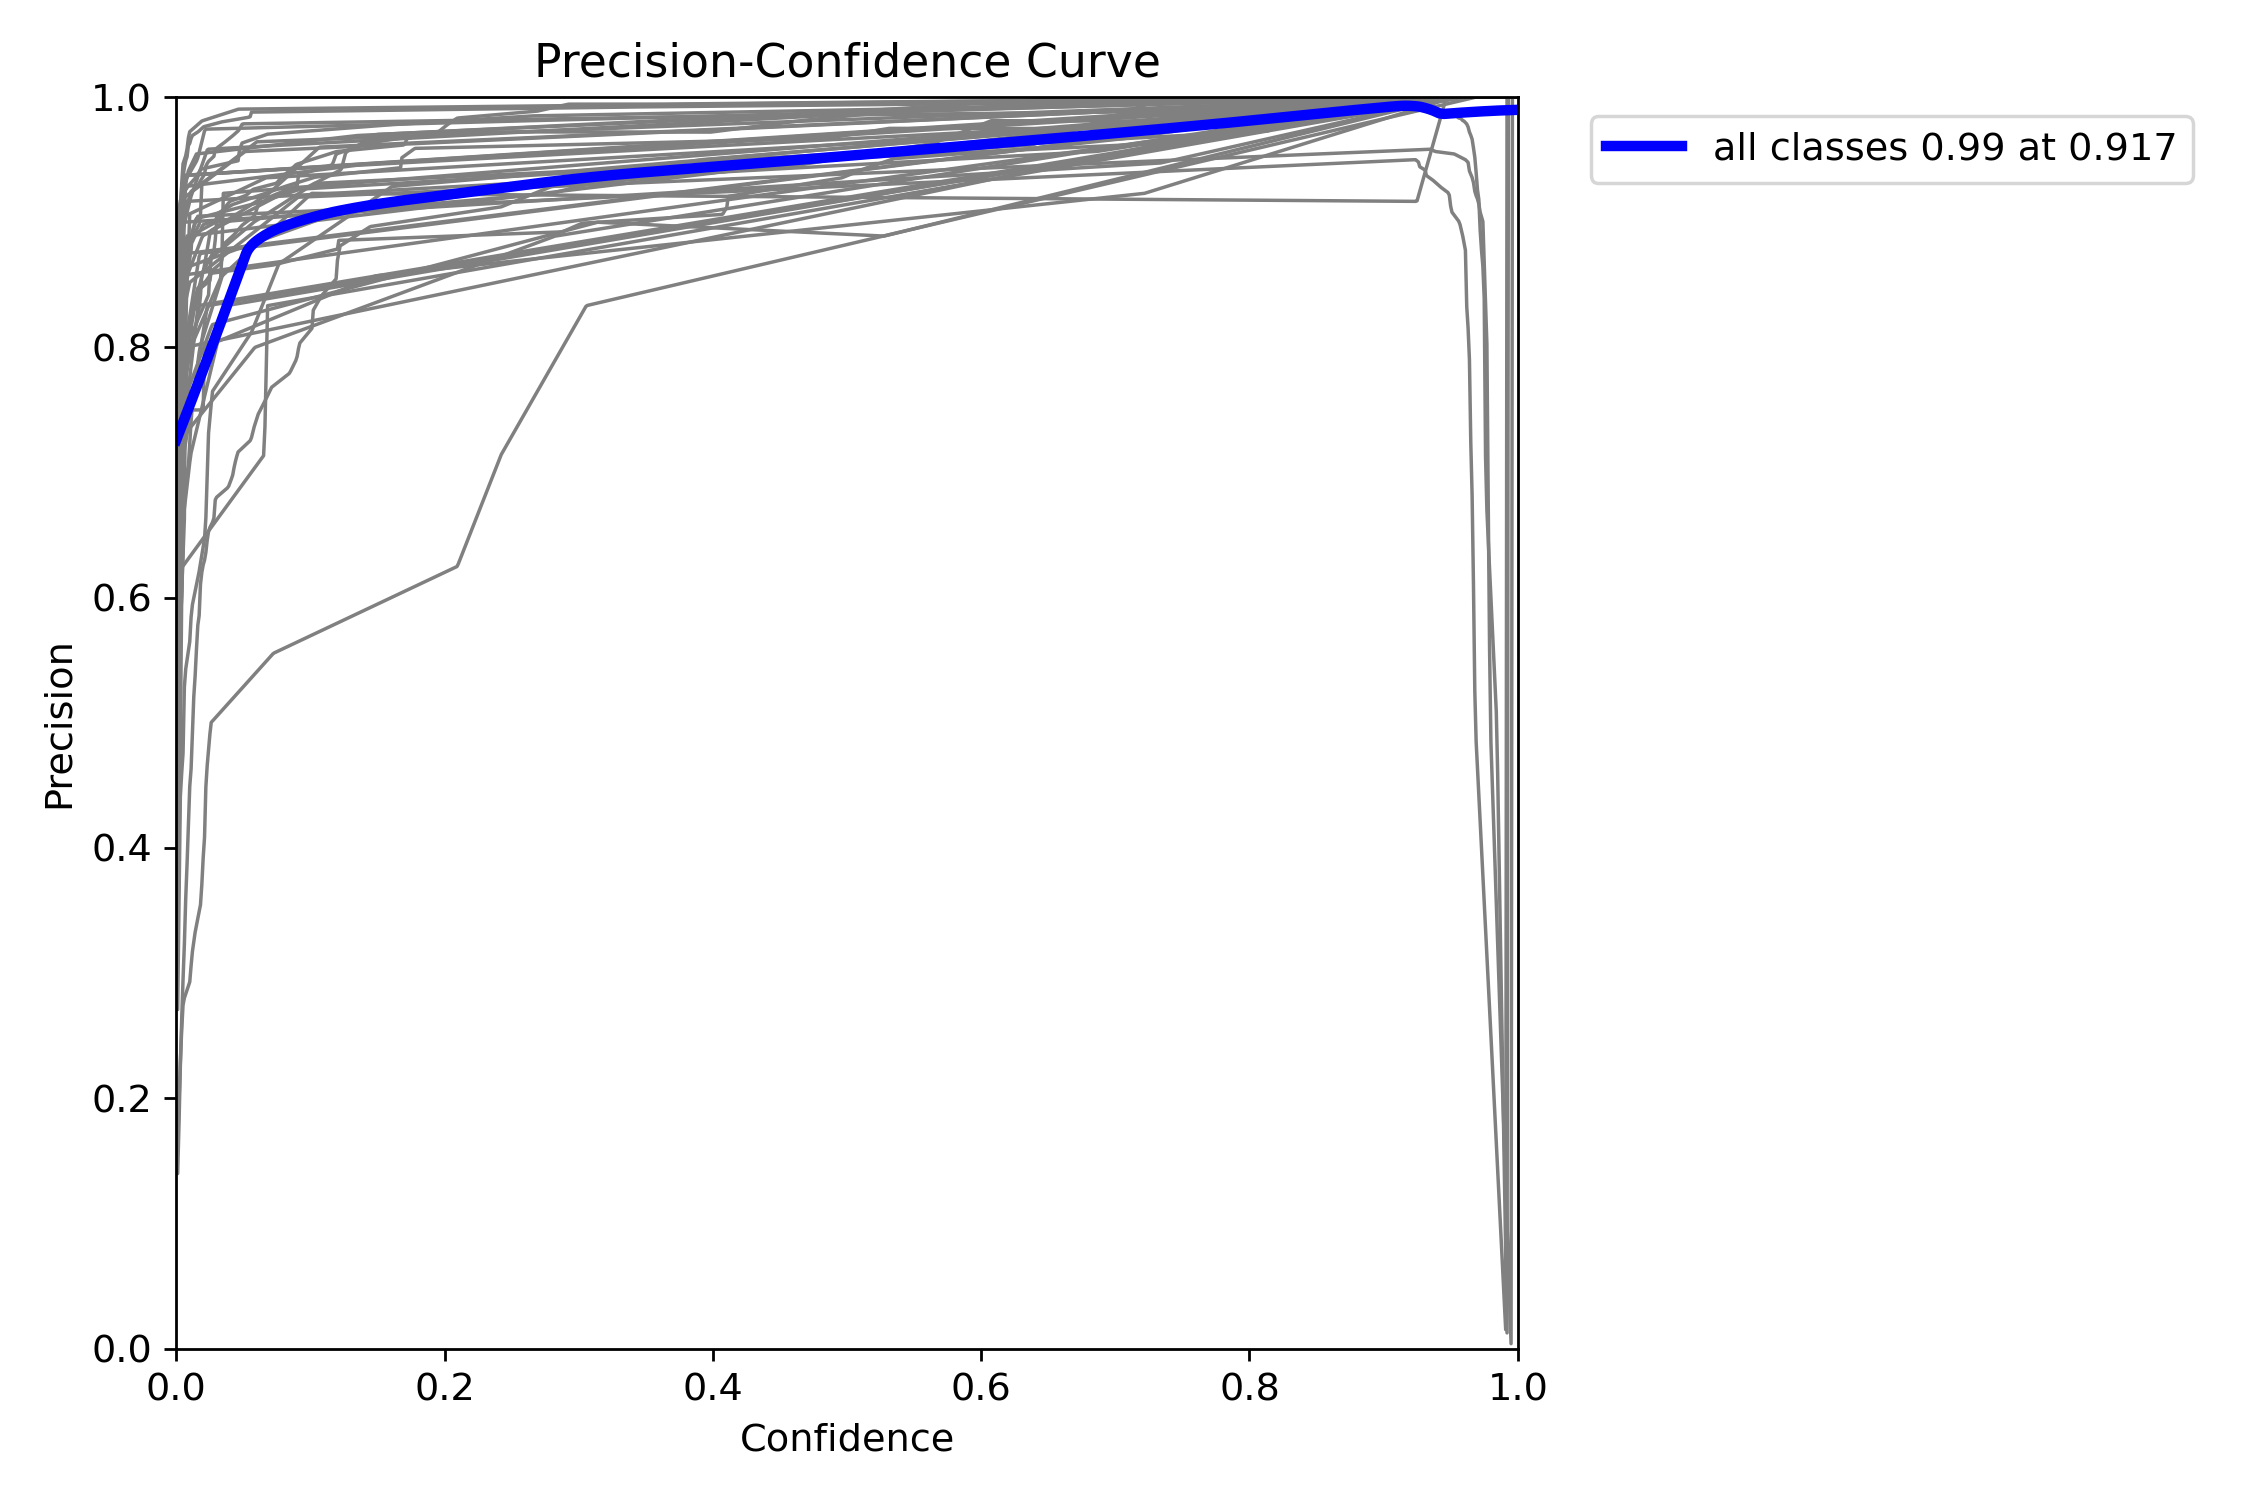 Precision-Confidence Curve
all classes 0.99 at 0.917
Precision
1.0
0.8
0.6
0.4
0.2
0.0
0.0 0.2 0.4 0.6 0.8 1.0
Confidence